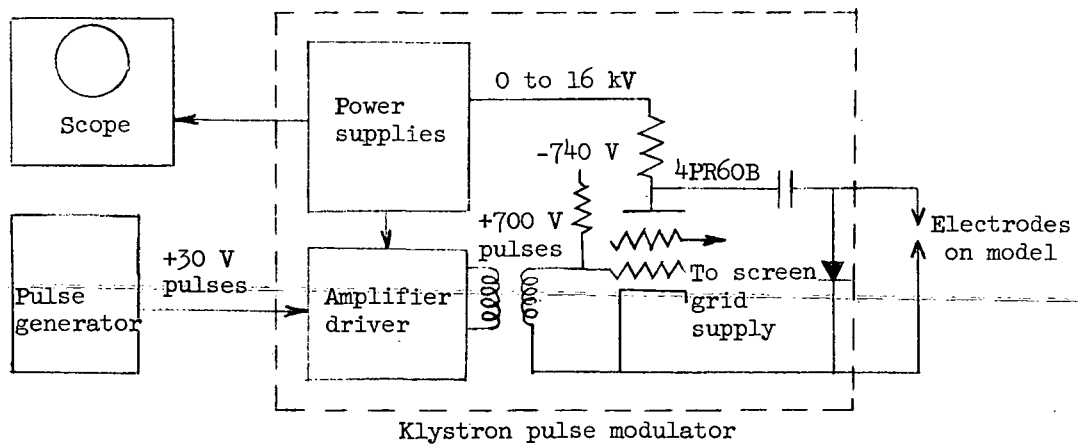 Scope
Power
supplies
0 to 16 kV
-740 V
4PR60B
+700 V
pulses
Electrodes
on model
+30 V
pulses
Pulse
generator
Amplifier
driver
To screen
grid
supply
Klystron pulse modulator